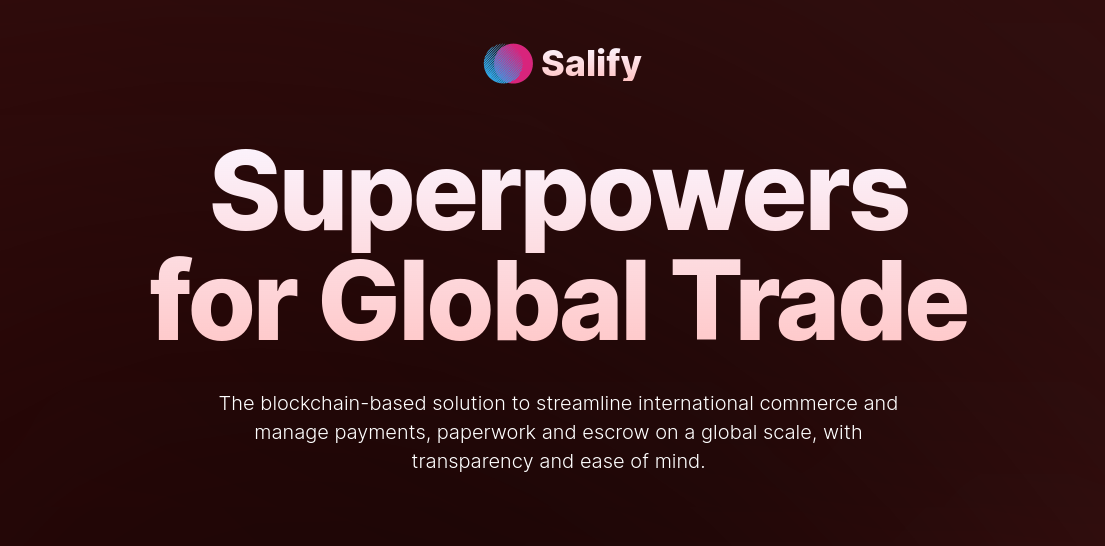 Salify
Superpowers
for Global Trade
The blockchain-based solution to streamline international commerce and
manage payments, paperwork and escrow on a global scale, with
transparency and ease of mind.